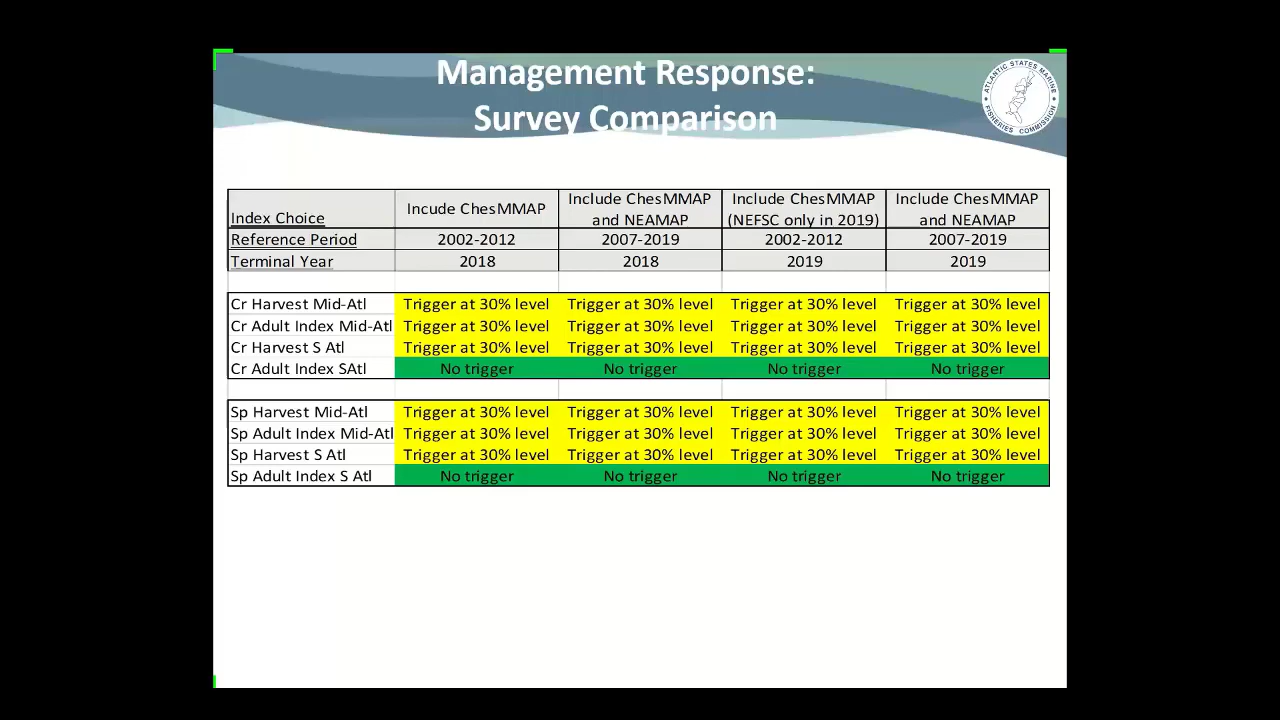 Management Response:
Survey Comparison
ATLANTIC STATES MARINE
FISHERIES COMMISSION
Index Choice Incude ChesMMAP Include ChesMMAP and NEAMAP Include ChesMMAP (NEFSC only in 2019) Include ChesMMAP and NEAMAP
Reference Period 2002-2012 2007-2019 2002-2012 2007-2019
Terminal Year 2018 2018 2019 2019
Cr Harvest Mid-Atl Trigger at 30% level Trigger at 30% level Trigger at 30% level Trigger at 30% level
Cr Adult Index Mid-Atl Trigger at 30% level Trigger at 30% level Trigger at 30% level Trigger at 30% level
Cr Harvest S Atl Trigger at 30% level Trigger at 30% level Trigger at 30% level Trigger at 30% level
Cr Adult Index SAtl No trigger No trigger No trigger No trigger
Sp Harvest Mid-Atl Trigger at 30% level Trigger at 30% level Trigger at 30% level Trigger at 30% level
Sp Adult Index Mid-Atl Trigger at 30% level Trigger at 30% level Trigger at 30% level Trigger at 30% level
Sp Harvest S Atl Trigger at 30% level Trigger at 30% level Trigger at 30% level Trigger at 30% level
Sp Adult Index S Atl No trigger No trigger No trigger No trigger